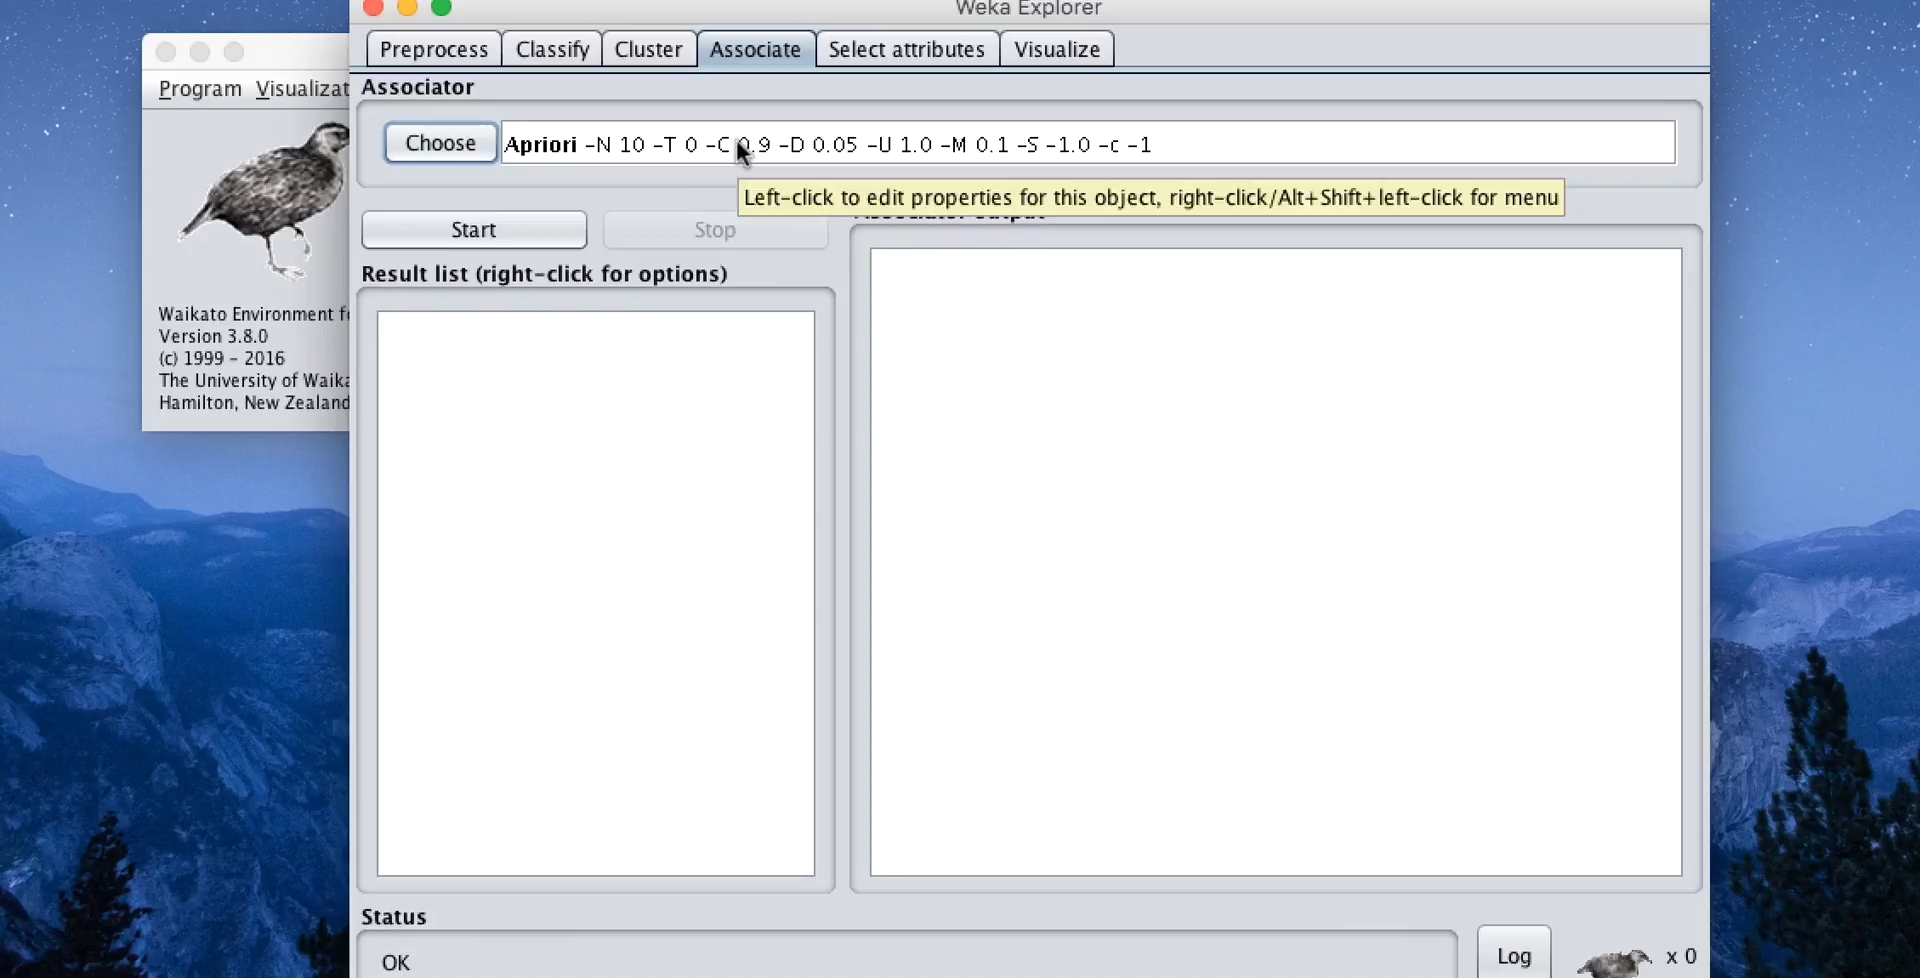 Weka Explorer
Preprocess Classify Cluster Associate Select attributes Visualize
Program Visualizat
Associator
Choose Apriori -N 10 -T 0 -C 0.9 -D 0.05 -U 1.0 -M 0.1 -S -1.0 -c -1
Left-click to edit properties for this object, right-click/Alt+Shift+left-click for menu
Start Stop
Result list (right-click for options)
Waikato Environment f
Version 3.8.0
(c) 1999 - 2016
The University of Waika
Hamilton, New Zealand
Status
OK
Log x 0